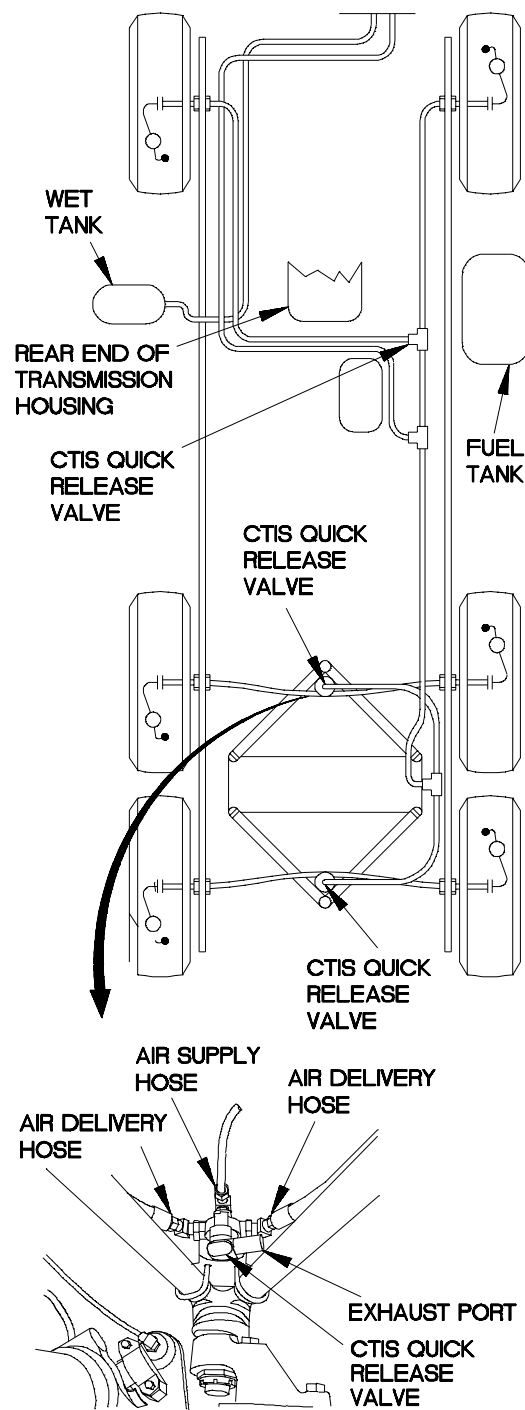 WET
TANK
REAR END OF
TRANSMISSION
HOUSING
CTIS QUICK
RELEASE
VALVE
FUEL
TANK
CTIS QUICK
RELEASE
VALVE
CTIS QUICK
RELEASE
VALVE
AIR SUPPLY
HOSE
AIR DELIVERY
HOSE
AIR DELIVERY
HOSE
EXHAUST PORT
CTIS QUICK
RELEASE
VALVE